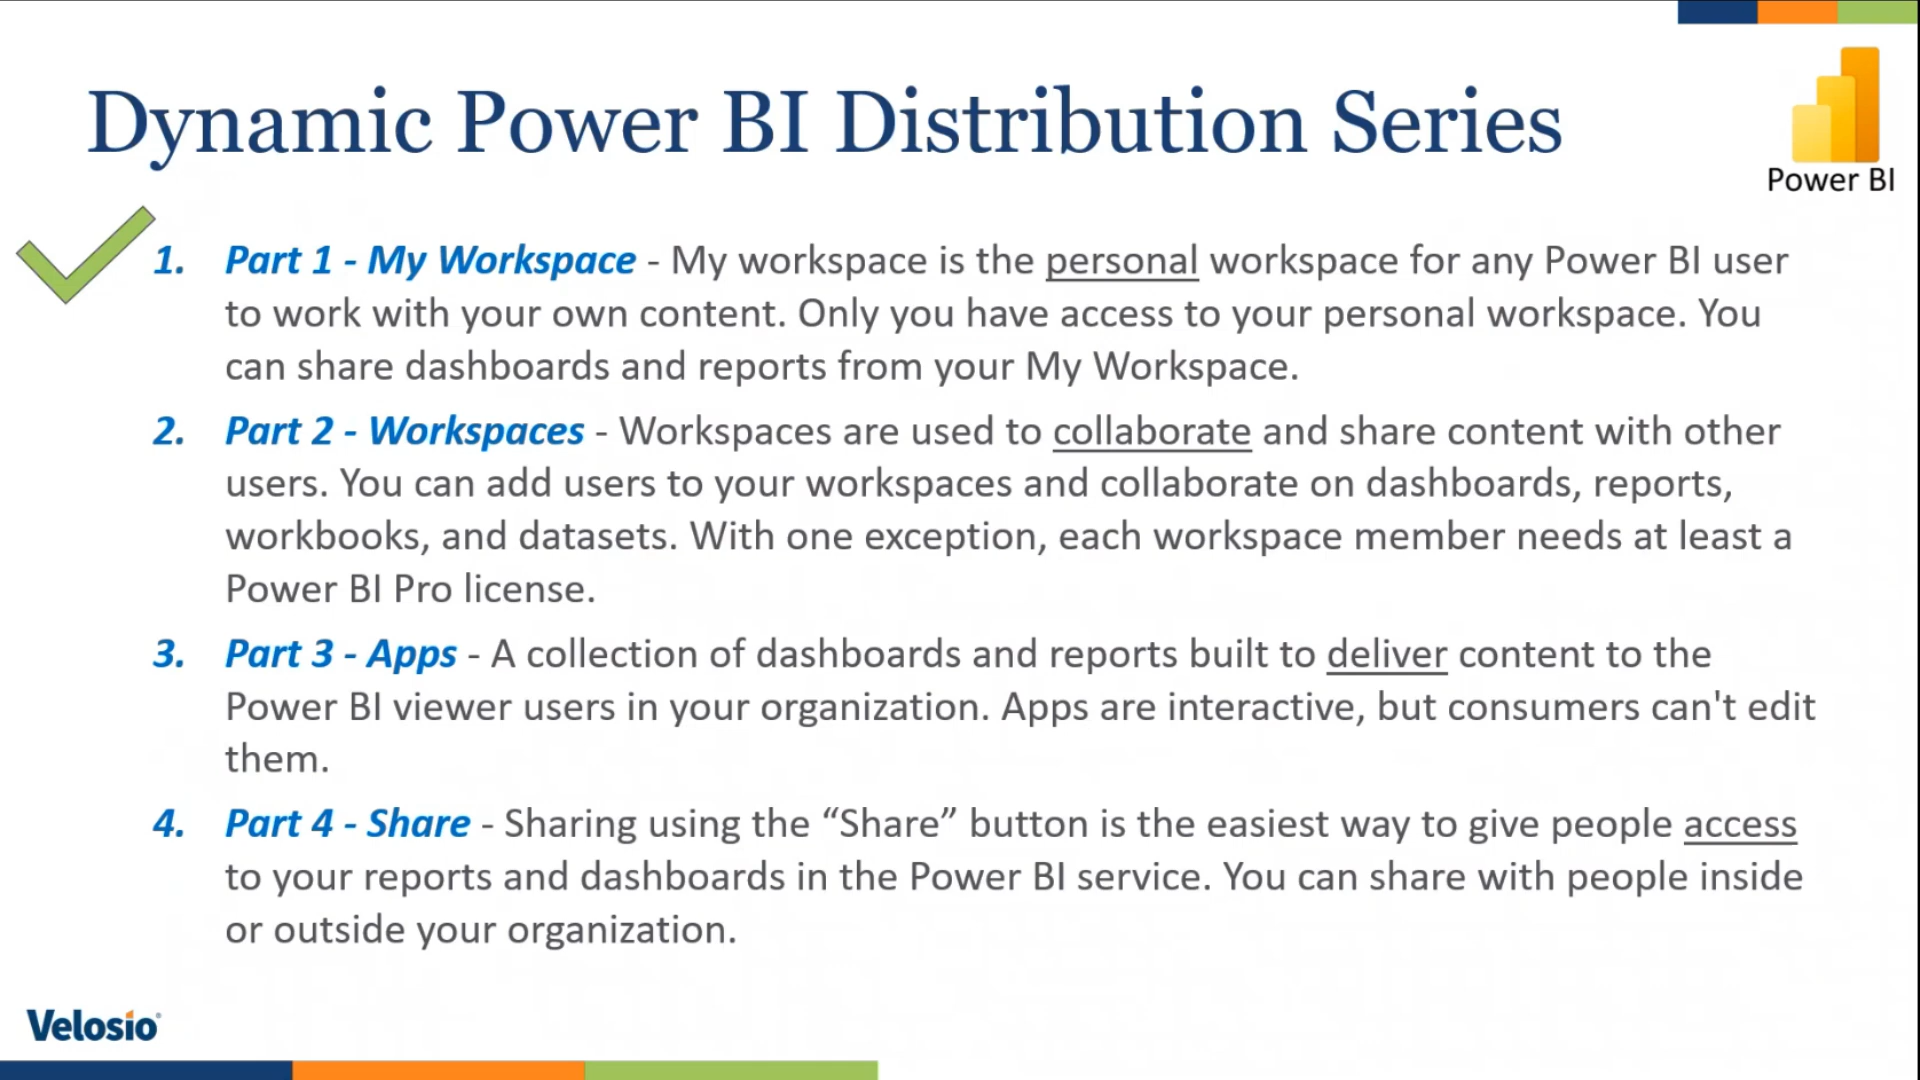 Dynamic Power BI Distribution Series
Power BI
1. Part 1 - My Workspace - My workspace is the personal workspace for any Power BI user
to work with your own content. Only you have access to your personal workspace. You
can share dashboards and reports from your My Workspace.
2. Part 2 - Workspaces - Workspaces are used to collaborate and share content with other
users. You can add users to your workspaces and collaborate on dashboards, reports,
workbooks, and datasets. With one exception, each workspace member needs at least a
Power BI Pro license.
3. Part 3 - Apps - A collection of dashboards and reports built to deliver content to the
Power BI viewer users in your organization. Apps are interactive, but consumers can't edit
them.
4. Part 4 - Share - Sharing using the “Share” button is the easiest way to give people access
to your reports and dashboards in the Power BI service. You can share with people inside
or outside your organization.
Velosio